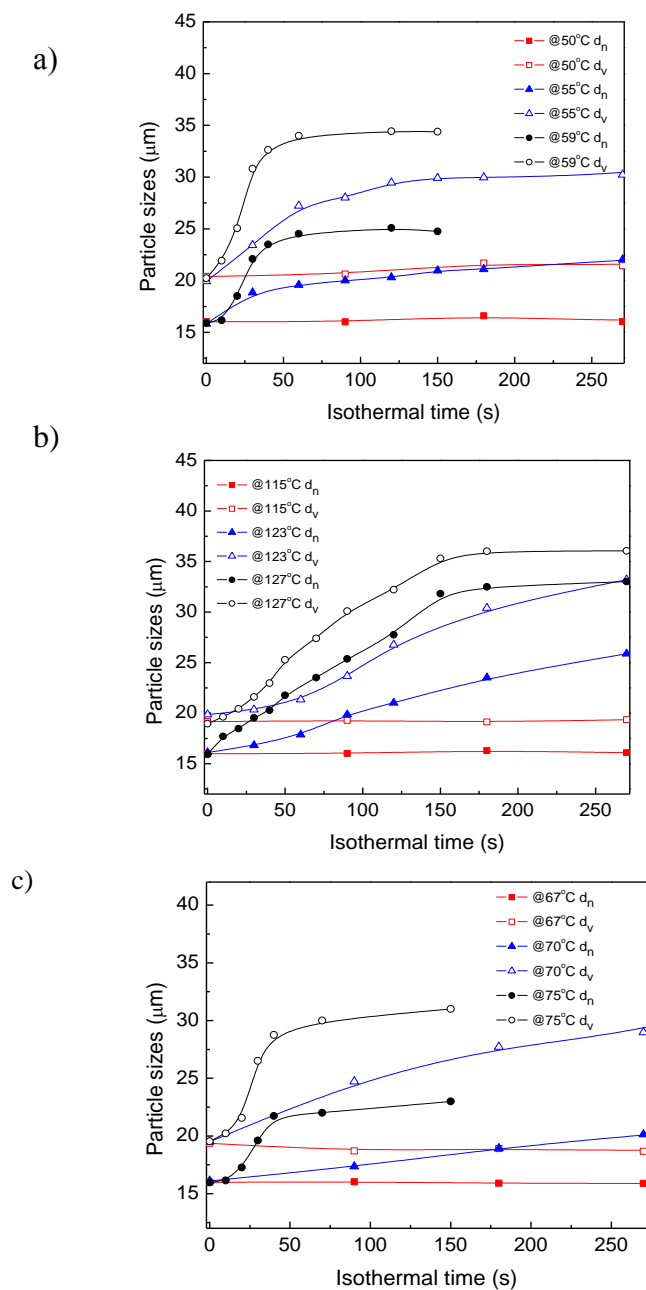 a)
45
40
35
30
25
20
15
Particle sizes (μm)
@50°C dn
@50°C dv
@55°C dn
@55°C dv
@59°C dn
@59°C dv
0 50 100 150 200 250
Isothermal time (s)
b)
45
40
35
30
25
20
15
Particle sizes (μm)
@115°C dn
@115°C dv
@123°C dn
@123°C dv
@127°C dn
@127°C dv
0 50 100 150 200 250
Isothermal time (s)
c)
40
35
30
25
20
15
Particle sizes (μm)
@67°C dn
@67°C dv
@70°C dn
@70°C dv
@75°C dn
@75°C dv
0 50 100 150 200 250
Isothermal time (s)